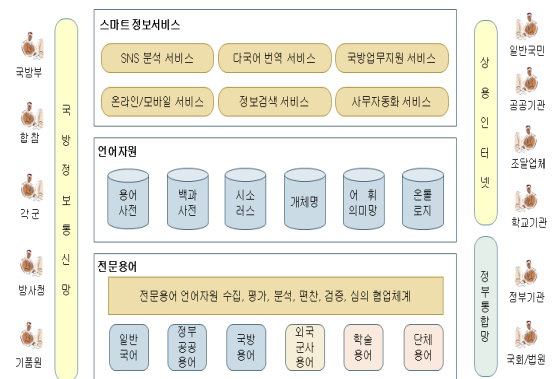 스마트정보서비스
SNS 분석 서비스
다국어 번역 서비스
국방업무지원 서비스
온라인/모바일 서비스
정보검색 서비스
사무자동화 서비스
언어자원
용어
사전
백과
사전
시소
러스
개체명
어 휘
의미망
온톨
로지
전문용어
전문용어 언어자원 수집, 평가, 분석, 편찬, 검증, 심의 협업체계
일반
국어
정부
공공
용어
국방
용어
외국
군사
용어
학술
용어
단체
용어
국방부
합참
각군
방사청
기품원
국방정보통신망
상용인터넷
정부통합망
일반국민
공공기관
조달업체
학교기관
정부기관
국회/법원